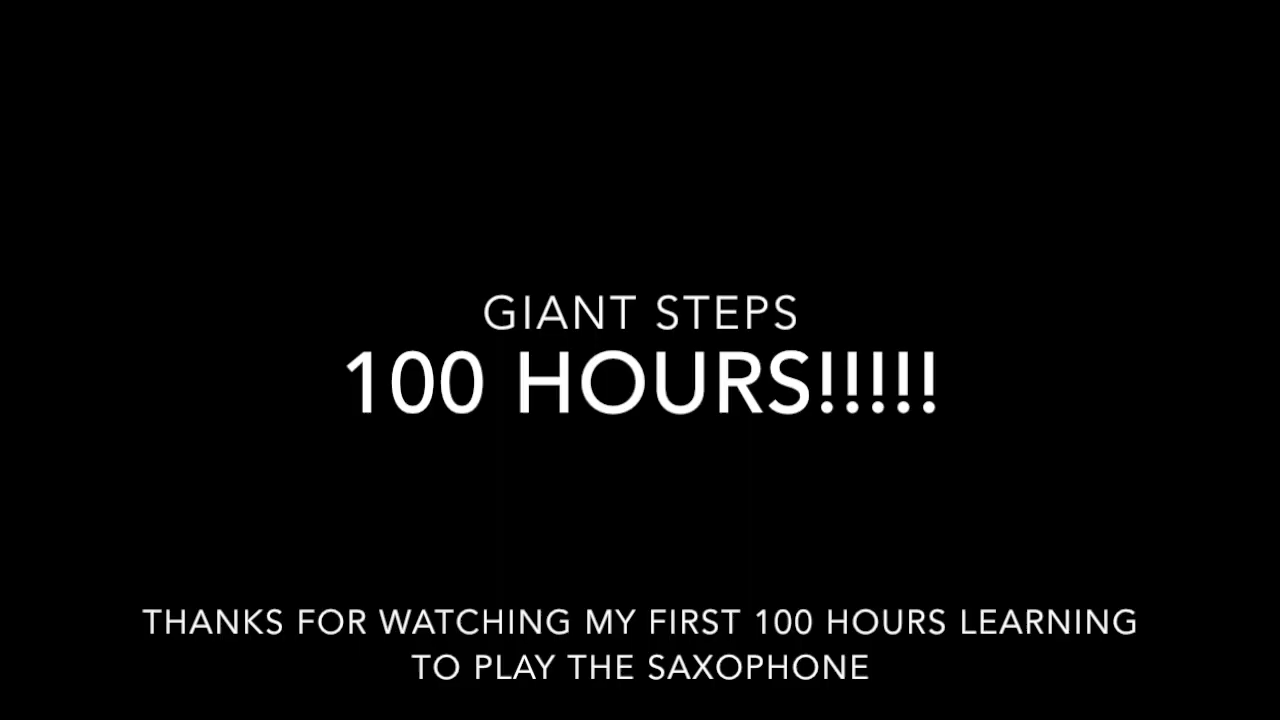 GIANT STEPS
100 HOURS!!!!!
THANKS FOR WATCHING MY FIRST 100 HOURS LEARNING
TO PLAY THE SAXOPHONE